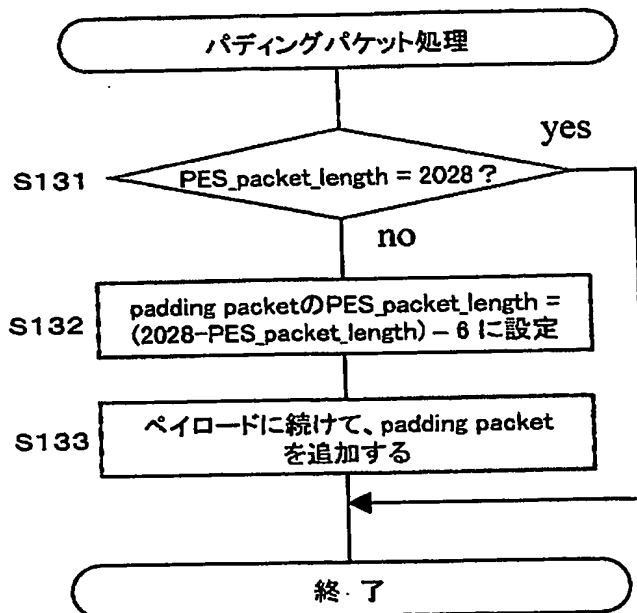 パディングパケット処理
yes
S131
PES_packet_length = 2028 ?
no
S132
padding packetのPES_packet_length =
(2028-PES_packet_length) – 6 に設定
S133
ペイロードに続けて、padding packet
を追加する
終了